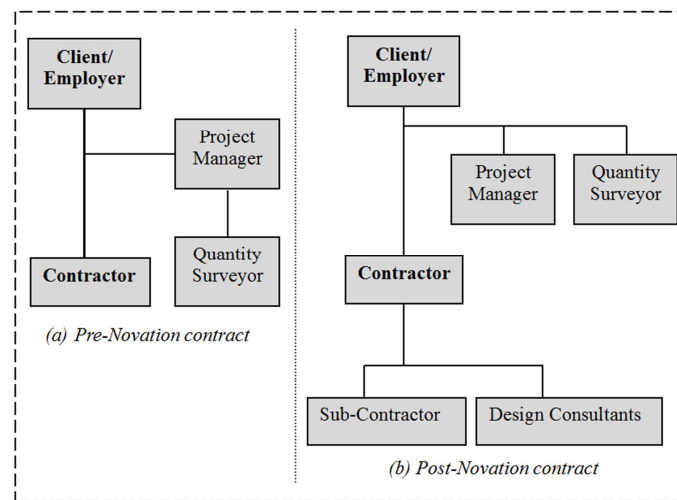 Client/
Employer
Project
Manager
Quantity
Surveyor
Contractor
(a) Pre-Novation contract
Client/
Employer
Project
Manager
Quantity
Surveyor
Contractor
Sub-Contractor
Design Consultants
(b) Post-Novation contract